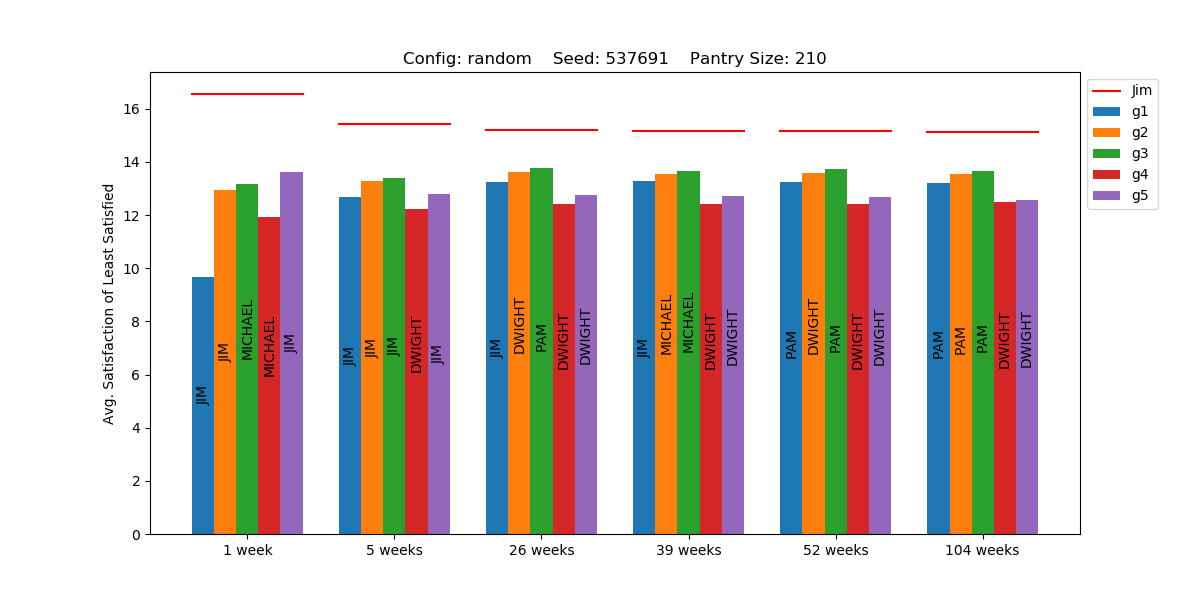 Config: random    Seed: 537691    Pantry Size: 210
Avg. Satisfaction of Least Satisfied
16
14
12
10
8
6
4
2
0
JIM
JIM
MICHAEL
MICHAEL
JIM
JIM
JIM
JIM
DWIGHT
JIM
JIM
DWIGHT
PAM
DWIGHT
DWIGHT
JIM
MICHAEL
MICHAEL
DWIGHT
DWIGHT
PAM
DWIGHT
PAM
DWIGHT
DWIGHT
PAM
PAM
PAM
DWIGHT
DWIGHT
1 week
5 weeks
26 weeks
39 weeks
52 weeks
104 weeks
Jim
g1
g2
g3
g4
g5